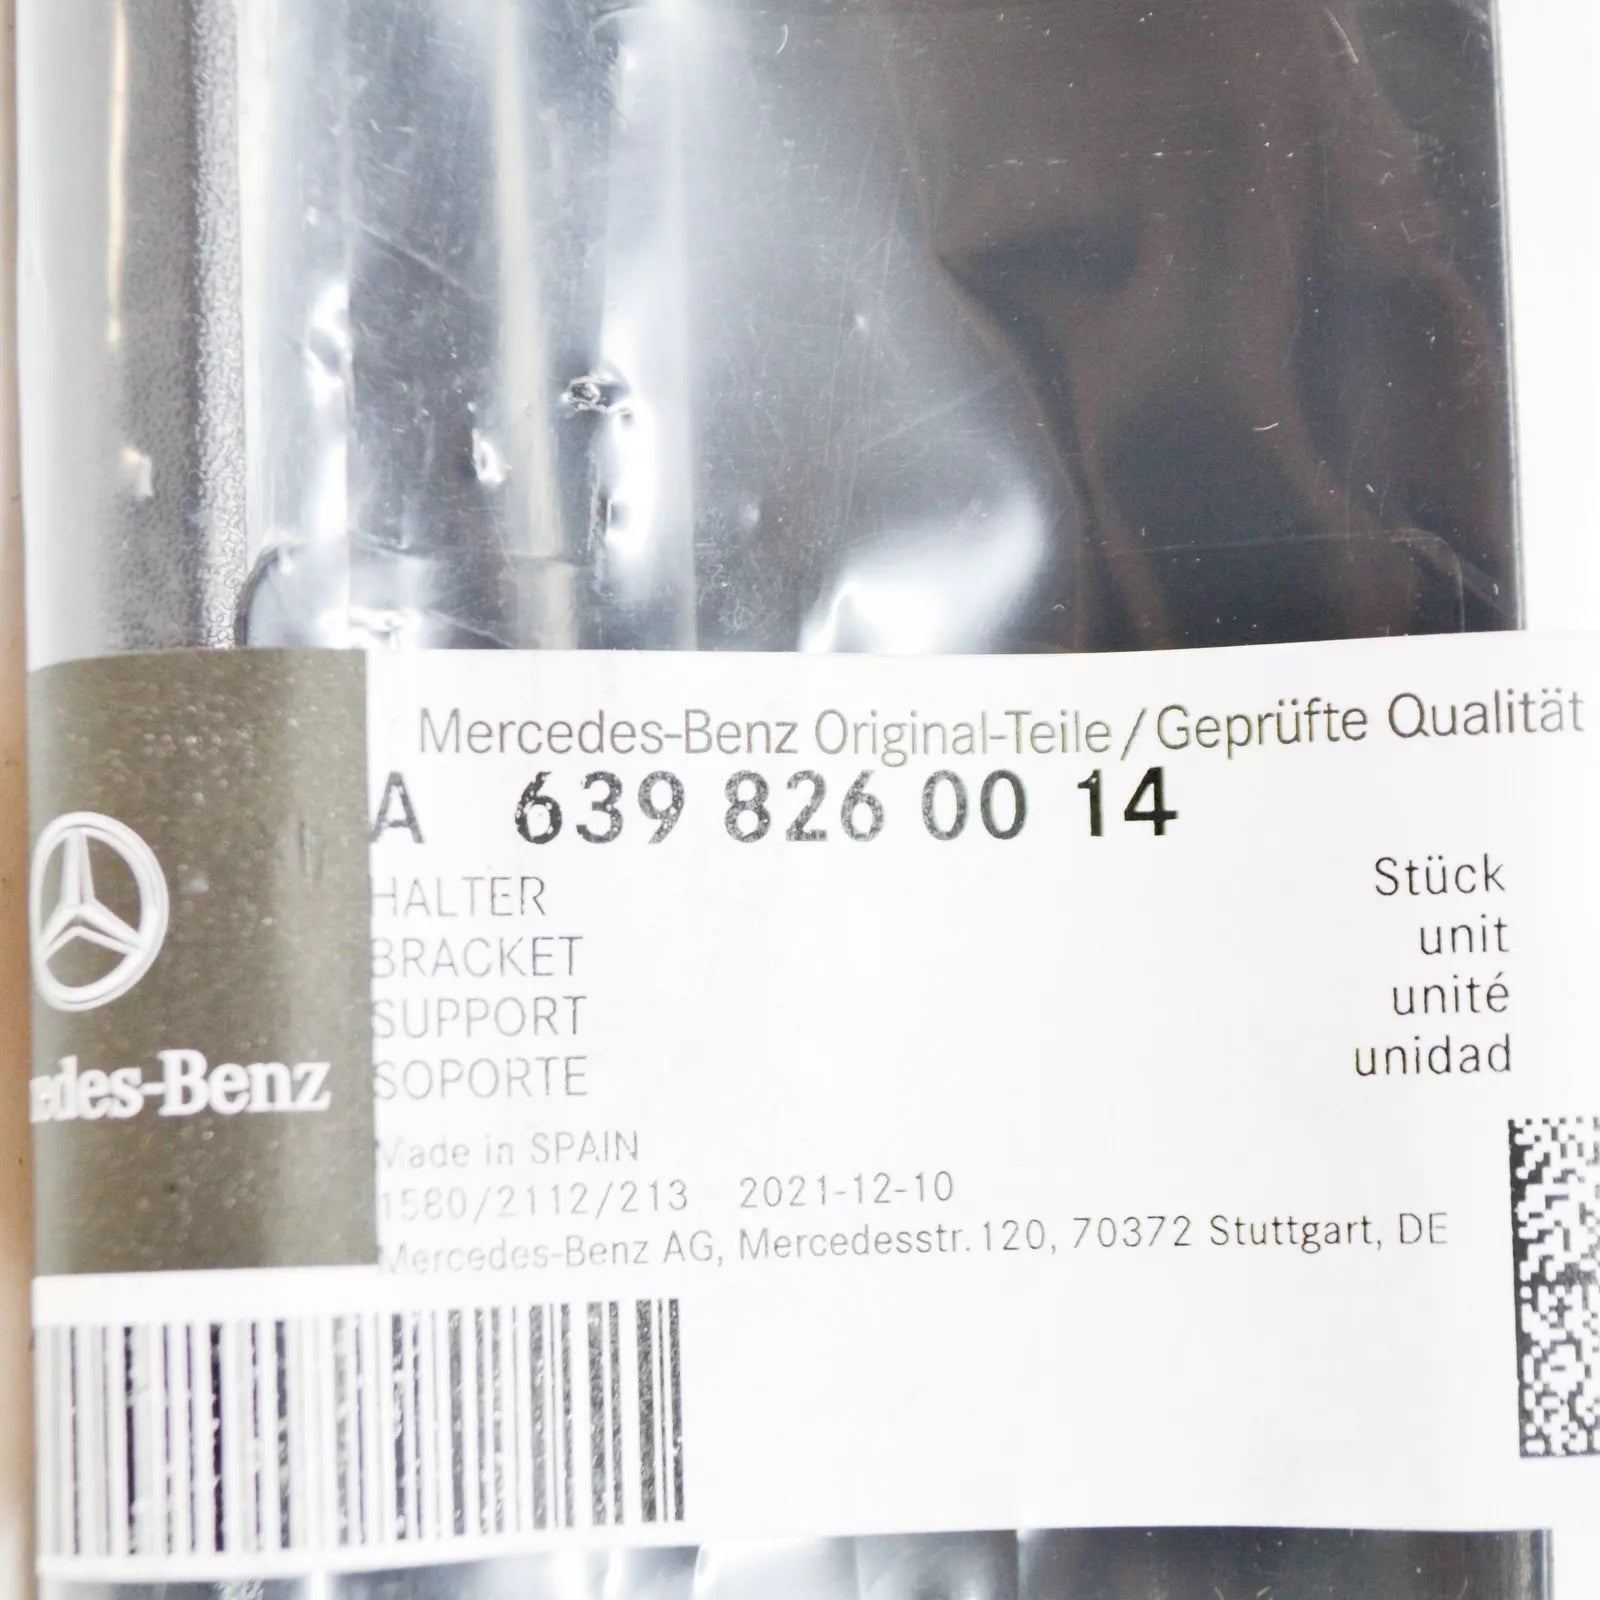 Mercedes-Benz Original-Teile / Geprüfte Qualität
A 639 826 00 14
HALTER
BRACKET
SUPPORT
SOPORTE
Stück
unit
unité
unidad
edes-Benz
Made in SPAIN
1580/2112/213 2021-12-10
Mercedes-Benz AG, Mercedesstr. 120, 70372 Stuttgart, DE